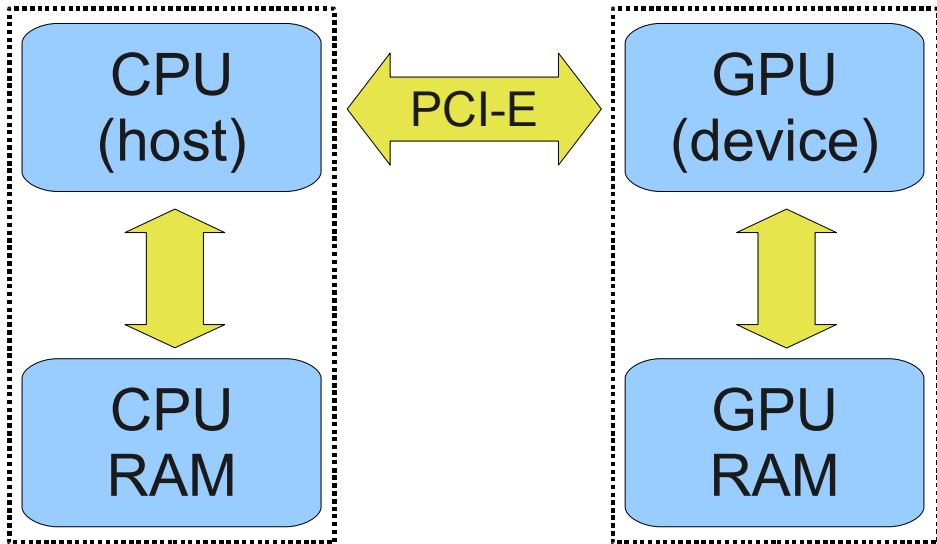 CPU
(host)
PCI-E
GPU
(device)
CPU
RAM
GPU
RAM